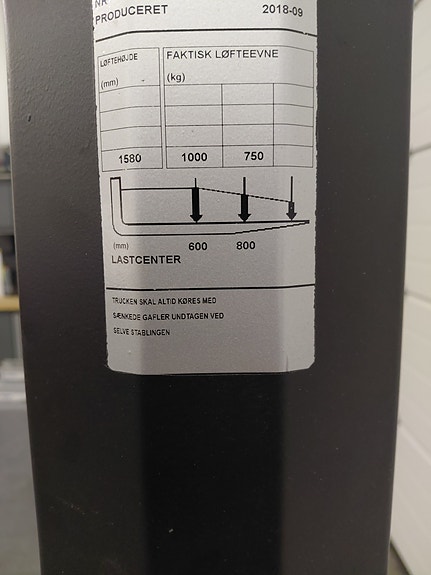 NR
PRODUCERET 2018-09
LØFTEHØJDE FAKTISK LØFTEEVNE
(mm) (kg)
1580 1000 750
(mm) 600 800
LASTCENTER
TRUCKEN SKAL ALTID KØRES MED
SÆNKEDE GAFLER UNDTAGEN VED
SELVE STABLINGEN